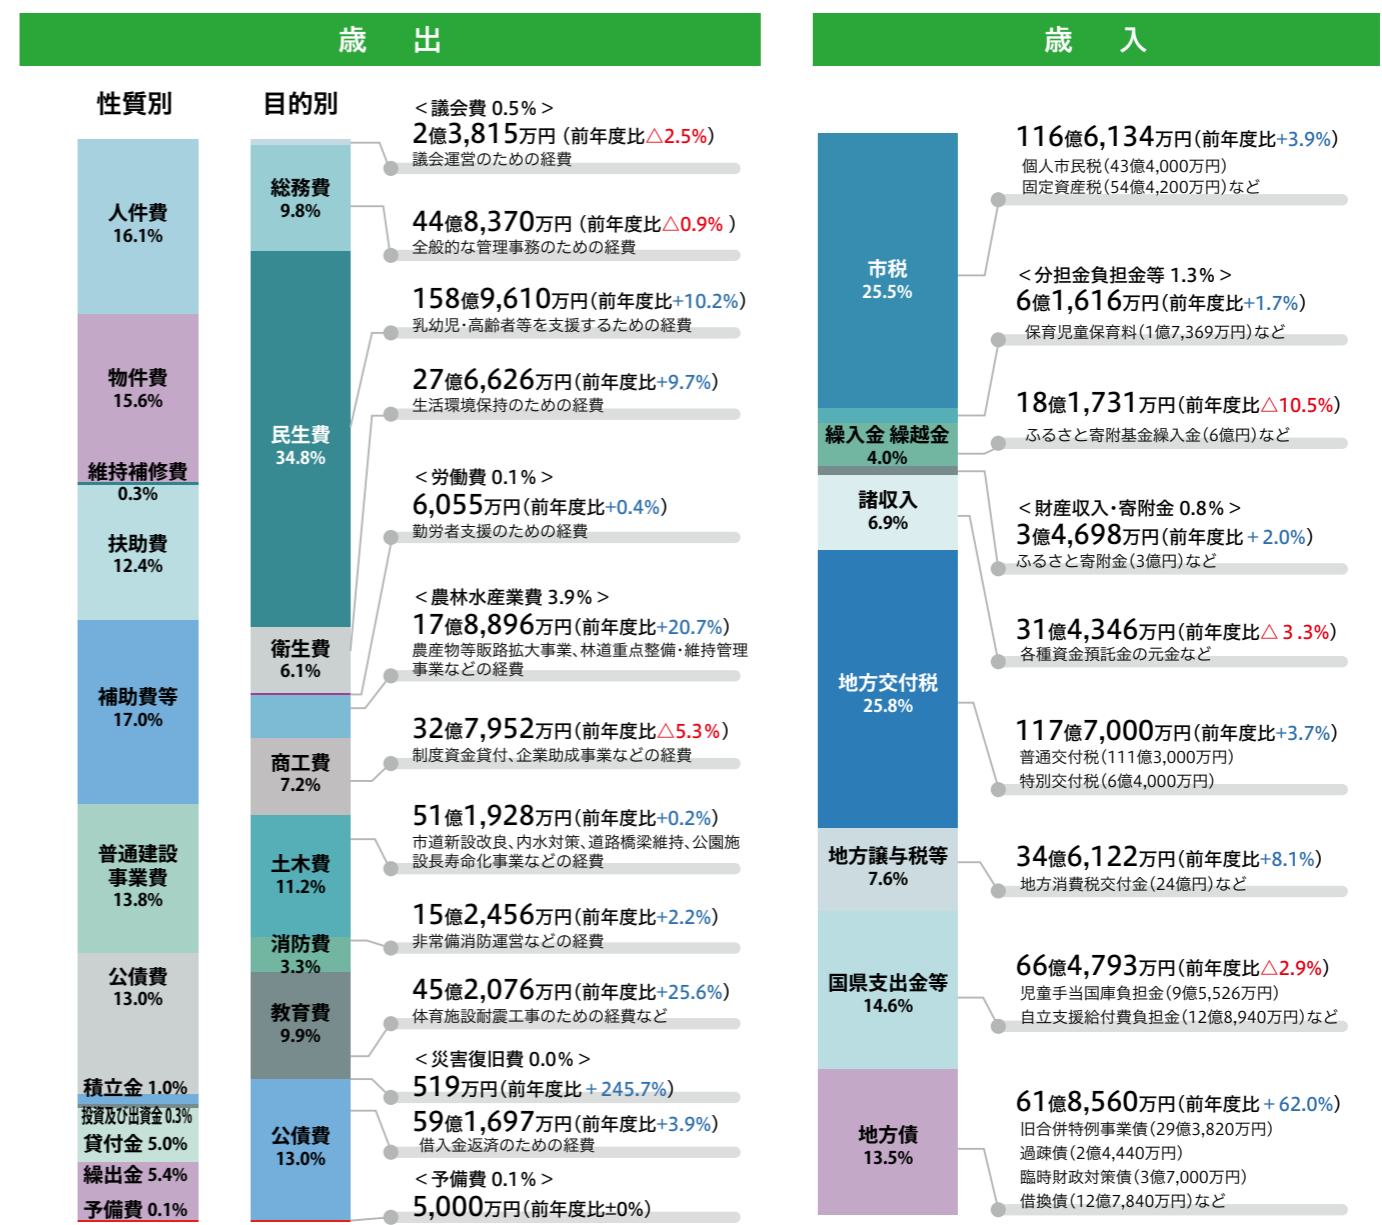 歳　出
性質別
人件費
16.1%
物件費
15.6%
維持補修費
0.3%
扶助費
12.4%
補助費等
17.0%
普通建設
事業費
13.8%
公債費
13.0%
積立金 1.0%
投資及び出資金 0.3%
貸付金 5.0%
繰出金 5.4%
予備費 0.1%
目的別
総務費
9.8%
民生費
34.8%
衛生費
6.1%
商工費
7.2%
土木費
11.2%
消防費
3.3%
教育費
9.9%
公債費
13.0%
＜議会費 0.5%＞
2億3,815万円（前年度比△2.5%）
議会運営のための経費
44億8,370万円（前年度比△0.9% ）
全般的な管理事務のための経費
158億9,610万円（前年度比+10.2%）
乳幼児・高齢者等を支援するための経費
27億6,626万円（前年度比+9.7%）
生活環境保持のための経費
＜労働費 0.1%＞
6,055万円（前年度比+0.4%）
勤労者支援のための経費
＜農林水産業費 3.9%＞
17億8,896万円（前年度比+20.7%）
農産物等販路拡大事業、林道重点整備・維持管理
事業などの経費
32億7,952万円（前年度比△5.3%）
制度資金貸付、企業助成事業などの経費
51億1,928万円（前年度比+0.2%）
市道新設改良、内水対策、道路橋梁維持、公園施
設長寿命化事業などの経費
15億2,456万円（前年度比+2.2%）
非常備消防運営などの経費
45億2,076万円（前年度比+25.6%）
体育施設耐震工事のための経費など
＜災害復旧費 0.0%＞
519万円（前年度比＋245.7%）
59億1,697万円（前年度比+3.9%）
借入金返済のための経費
＜予備費 0.1%＞
5,000万円（前年度比±0%）
歳　入
市税
25.5%
繰入金 繰越金
4.0%
諸収入
6.9%
地方交付税
25.8%
地方譲与税等
7.6%
国県支出金等
14.6%
地方債
13.5%
116億6,134万円（前年度比+3.9%）
個人市民税（43億4,000万円）
固定資産税（54億4,200万円）など
＜分担金負担金等 1.3%＞
6億1,616万円（前年度比+1.7%）
保育児童保育料（1億7,369万円）など
18億1,731万円（前年度比△10.5%）
ふるさと寄附基金繰入金（6億円）など
＜財産収入・寄附金 0.8%＞
3億4,698万円（前年度比＋2.0%）
ふるさと寄附金（3億円）など
31億4,346万円（前年度比△ 3 .3%）
各種資金預託金の元金など
117億7,000万円（前年度比+3.7%）
普通交付税（111億3,000万円）
特別交付税（6億4,000万円）
34億6,122万円（前年度比+8.1%）
地方消費税交付金（24億円）など
66億4,793万円（前年度比△2.9%）
児童手当国庫負担金（9億5,526万円）
自立支援給付費負担金（12億8,940万円）など
61億8,560万円（前年度比＋62.0%）
旧合併特例事業債（29億3,820万円）
過疎債（2億4,440万円）
臨時財政対策債（3億7,000万円）
借換債（12億7,840万円）など